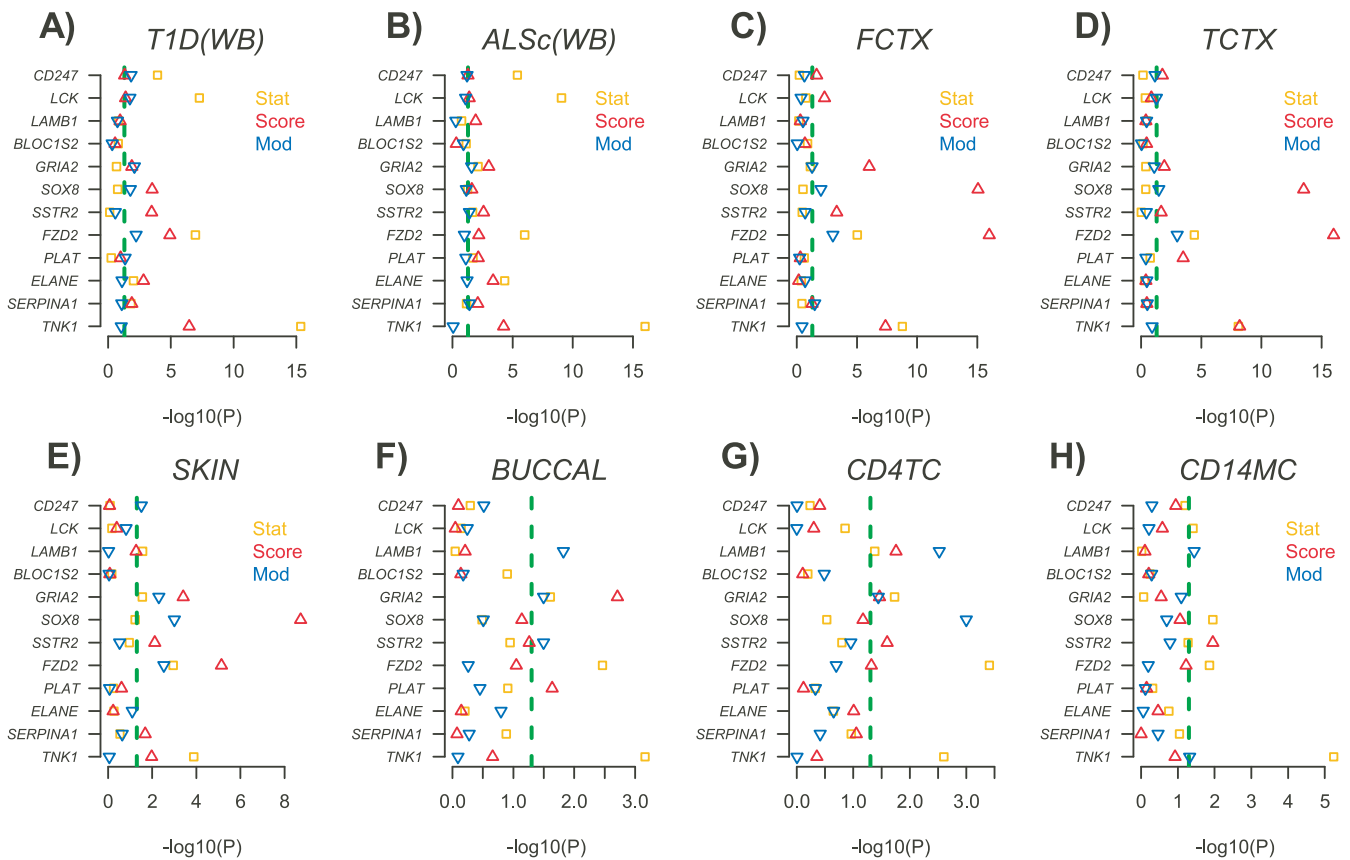 A) T1D(WB)
CD247
LCK
LAMB1
BLOC1S2
GRIA2
SOX8
SSTR2
FZD2
PLAT
ELANE
SERPINA1
TNK1
Stat
Score
Mod
0 5 10 15
-log10(P)
B) ALSc(WB)
CD247
LCK
LAMB1
BLOC1S2
GRIA2
SOX8
SSTR2
FZD2
PLAT
ELANE
SERPINA1
TNK1
Stat
Score
Mod
0 5 10 15
-log10(P)
C) FCTX
CD247
LCK
LAMB1
BLOC1S2
GRIA2
SOX8
SSTR2
FZD2
PLAT
ELANE
SERPINA1
TNK1
Stat
Score
Mod
0 5 10 15
-log10(P)
D) TCTX
CD247
LCK
LAMB1
BLOC1S2
GRIA2
SOX8
SSTR2
FZD2
PLAT
ELANE
SERPINA1
TNK1
Stat
Score
Mod
0 5 10 15
-log10(P)
E) SKIN
CD247
LCK
LAMB1
BLOC1S2
GRIA2
SOX8
SSTR2
FZD2
PLAT
ELANE
SERPINA1
TNK1
Stat
Score
Mod
0 2 4 6 8
-log10(P)
F) BUCCAL
CD247
LCK
LAMB1
BLOC1S2
GRIA2
SOX8
SSTR2
FZD2
PLAT
ELANE
SERPINA1
TNK1
0.0 1.0 2.0 3.0
-log10(P)
G) CD4TC
CD247
LCK
LAMB1
BLOC1S2
GRIA2
SOX8
SSTR2
FZD2
PLAT
ELANE
SERPINA1
TNK1
0.0 1.0 2.0 3.0
-log10(P)
H) CD14MC
CD247
LCK
LAMB1
BLOC1S2
GRIA2
SOX8
SSTR2
FZD2
PLAT
ELANE
SERPINA1
TNK1
Stat
Score
Mod
0 1 2 3 4 5
-log10(P)